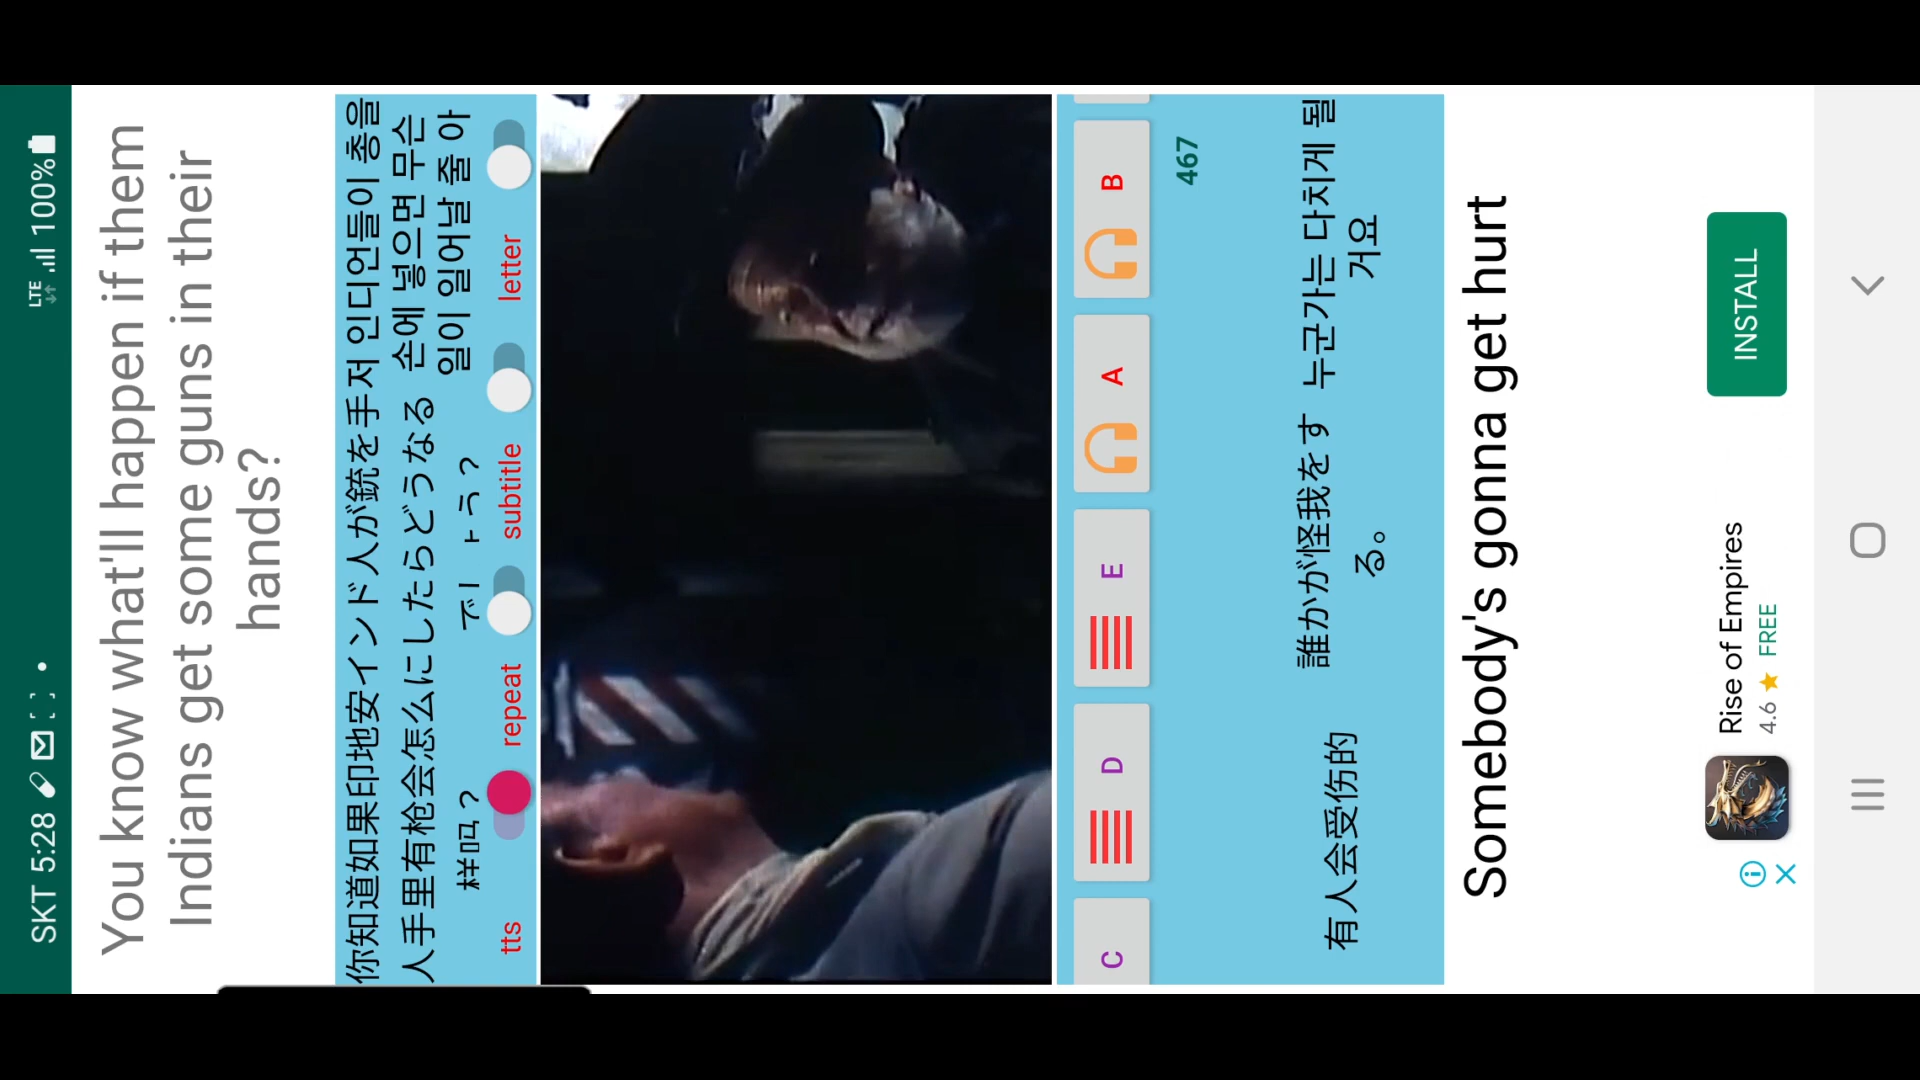 SKT 5:28
LTE 100%
You know what'll happen if them
Indians get some guns in their
hands?
你知道如果印地安
人手里有枪会怎么
样吗？
インド人が銃を手
にしたらどうなる
저 인디언들이 총을
손에 넣으면 무슨
일이 일어날 줄 아
tts
repeat
subtitle
letter
C
D
E
A
B
467
有人会受伤的
誰かが怪我をす
る。
누군가는 다치게 될
거요
Somebody's gonna get hurt
Rise of Empires
4.6 ★ FREE
INSTALL